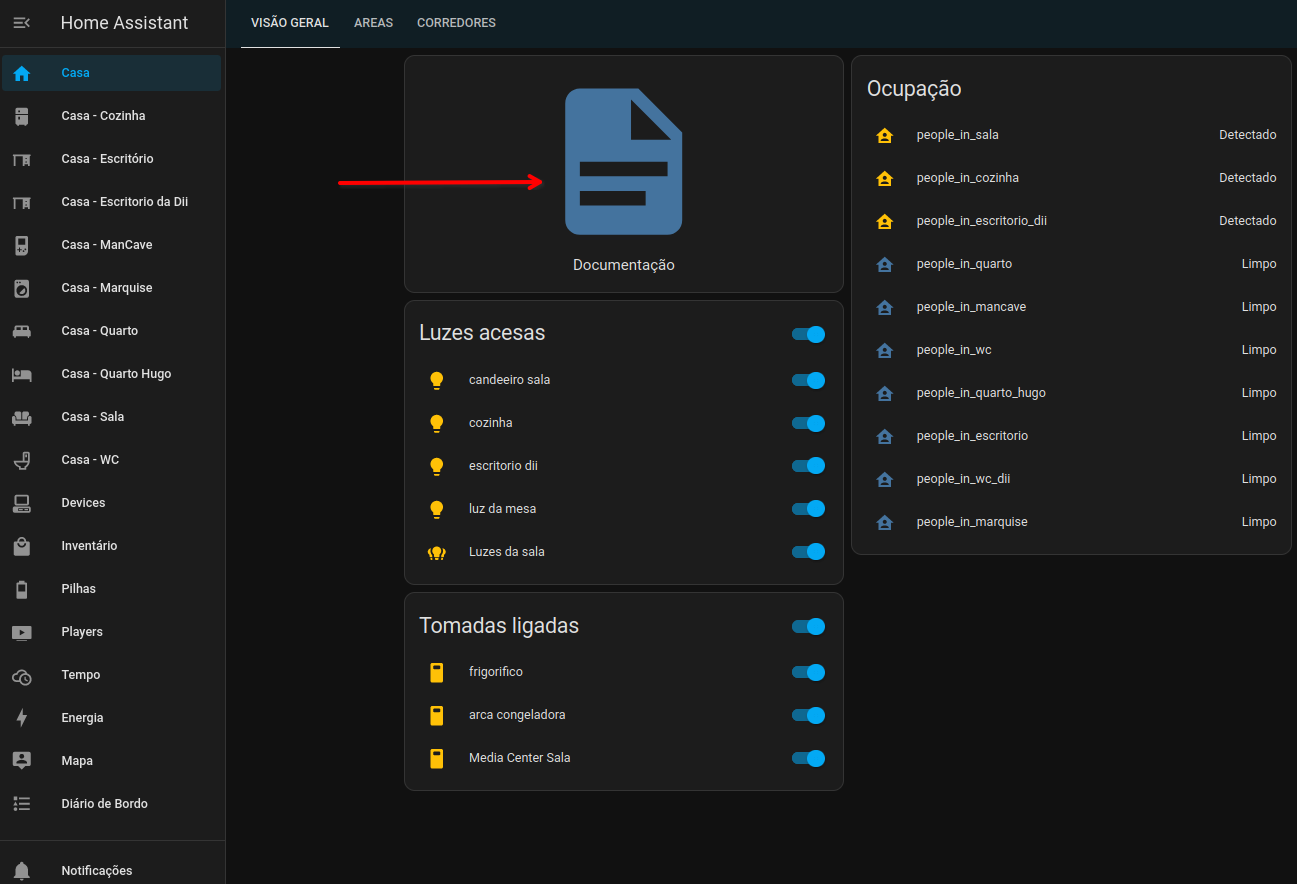 Home Assistant
Casa
Casa - Cozinha
Casa - Escritório
Casa - Escritorio da Dii
Casa - ManCave
Casa - Marquise
Casa - Quarto
Casa - Quarto Hugo
Casa - Sala
Casa - WC
Devices
Inventário
Pilhas
Players
Tempo
Energia
Mapa
Diário de Bordo
Notificações
VISÃO GERAL AREAS CORREDORES
Documentação
Luzes acesas
candeeiro sala
cozinha
escritorio dii
luz da mesa
Luzes da sala
Tomadas ligadas
frigorifico
arca congeladora
Media Center Sala
Ocupação
people_in_sala Detectado
people_in_cozinha Detectado
people_in_escritorio_dii Detectado
people_in_quarto Limpo
people_in_mancave Limpo
people_in_wc Limpo
people_in_quarto_hugo Limpo
people_in_escritorio Limpo
people_in_wc_dii Limpo
people_in_marquise Limpo